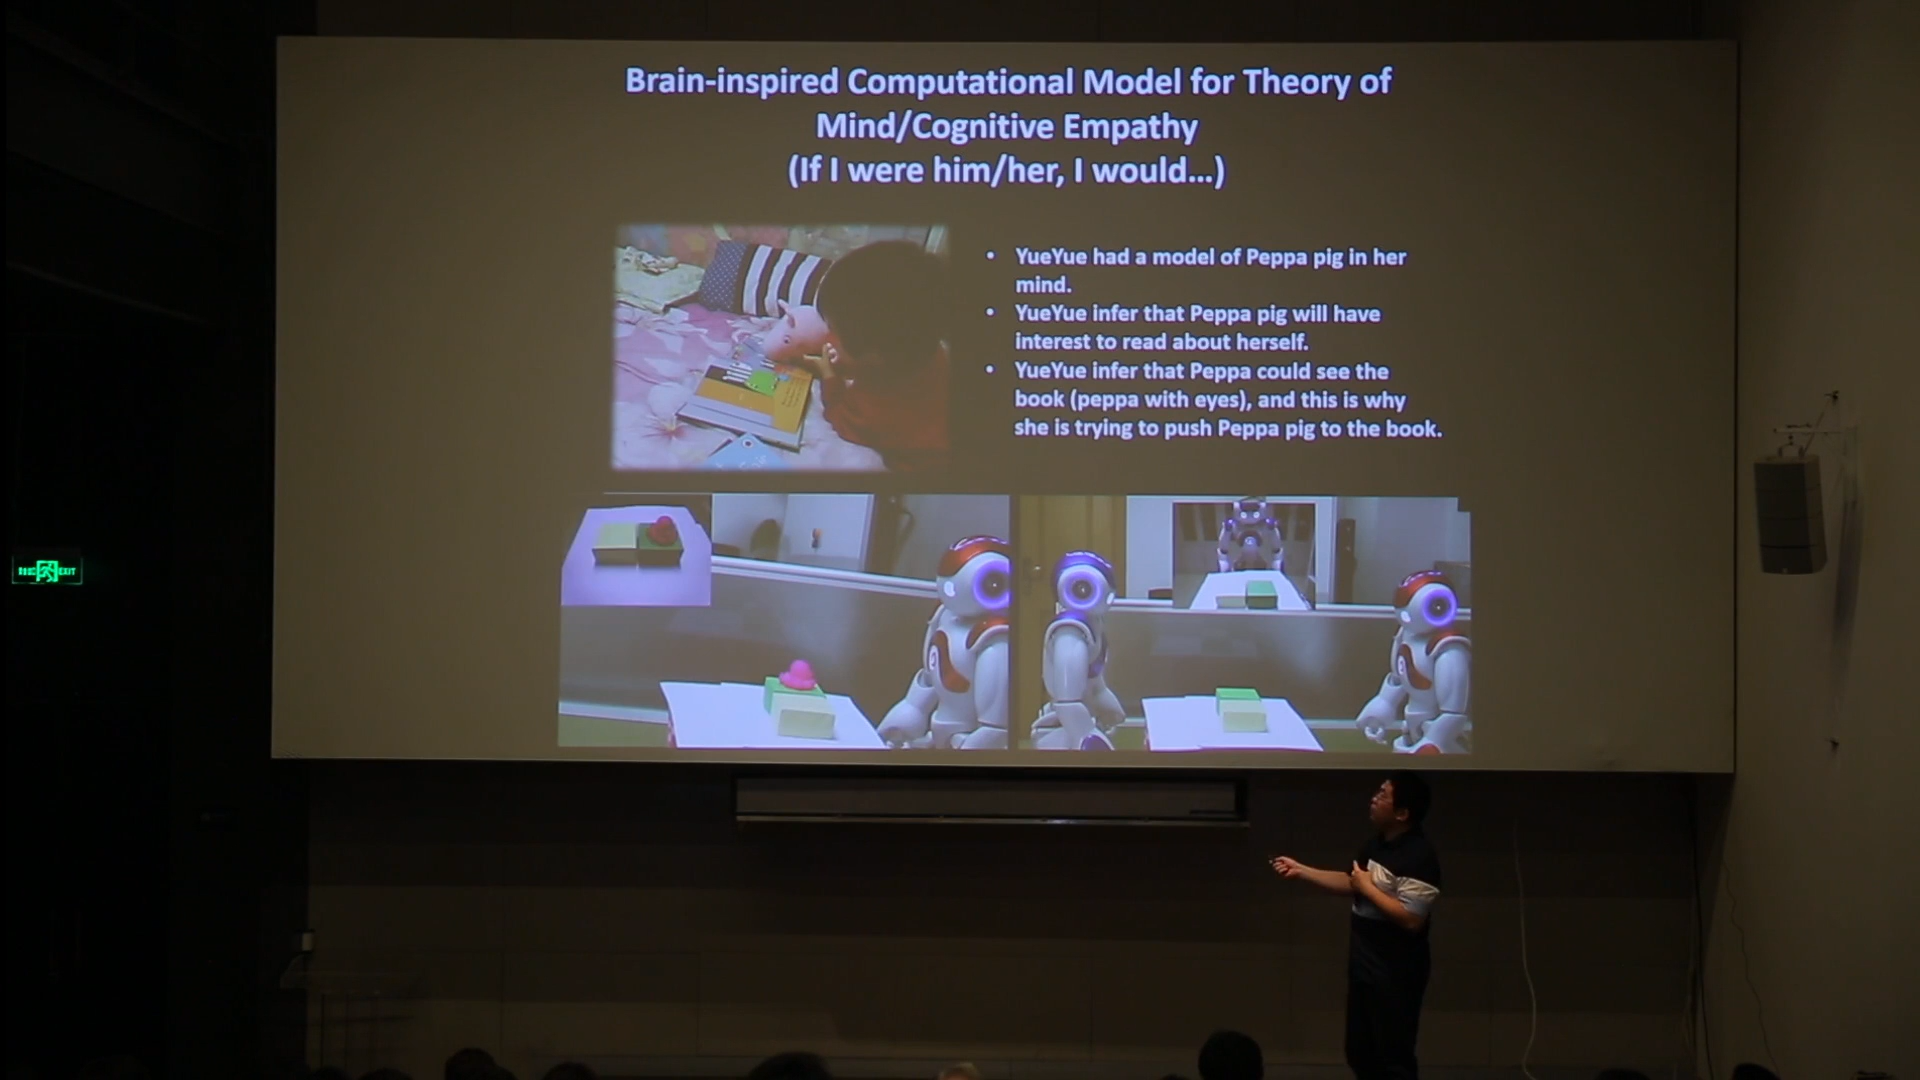 Brain-inspired Computational Model for Theory of
Mind/Cognitive Empathy
(If I were him/her, I would...)
• YueYue had a model of Peppa pig in her
mind.
• YueYue infer that Peppa pig will have
interest to read about herself.
• YueYue infer that Peppa could see the
book (peppa with eyes), and this is why
she is trying to push Peppa pig to the book.
EXIT